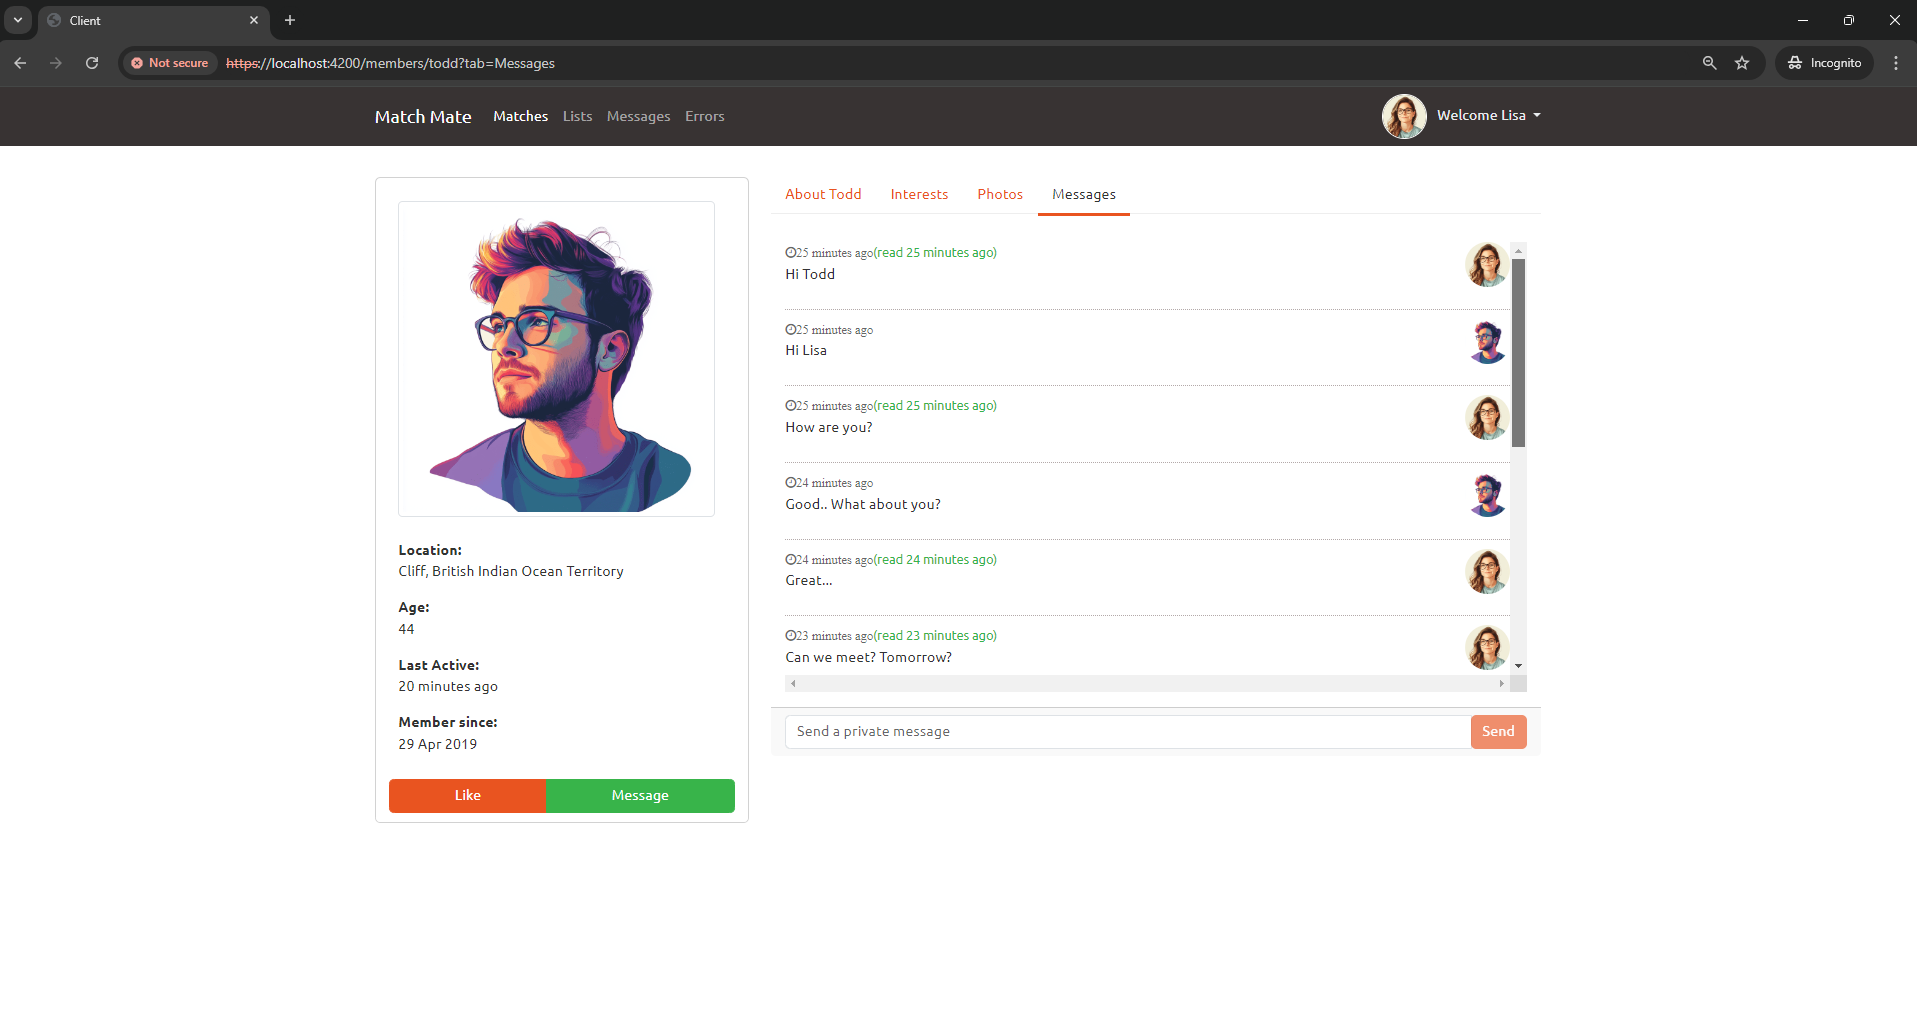 Client
Not secure https://localhost:4200/members/todd?tab=Messages Incognito
Match Mate Matches Lists Messages Errors Welcome Lisa
About Todd Interests Photos Messages
25 minutes ago(read 25 minutes ago)
Hi Todd
25 minutes ago
Hi Lisa
25 minutes ago(read 25 minutes ago)
How are you?
24 minutes ago
Good.. What about you?
24 minutes ago(read 24 minutes ago)
Great...
23 minutes ago(read 23 minutes ago)
Can we meet? Tomorrow?
Send a private message Send
Location:
Cliff, British Indian Ocean Territory
Age:
44
Last Active:
20 minutes ago
Member since:
29 Apr 2019
Like Message